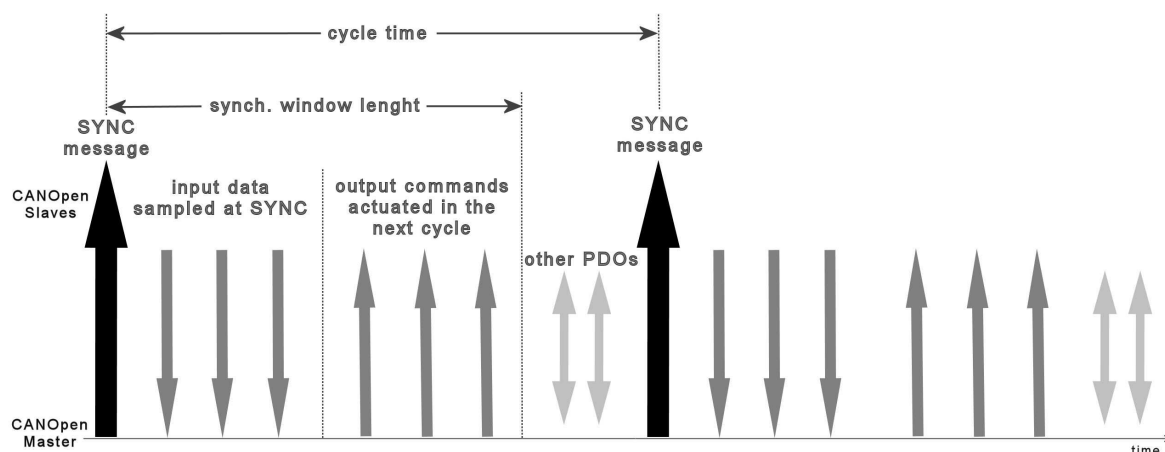 cycle time
synch. window lenght
SYNC
message
SYNC
message
CANOpen
Slaves
input data
sampled at SYNC
output commands
actuated in the
next cycle
other PDOs
CANOpen
Master
time